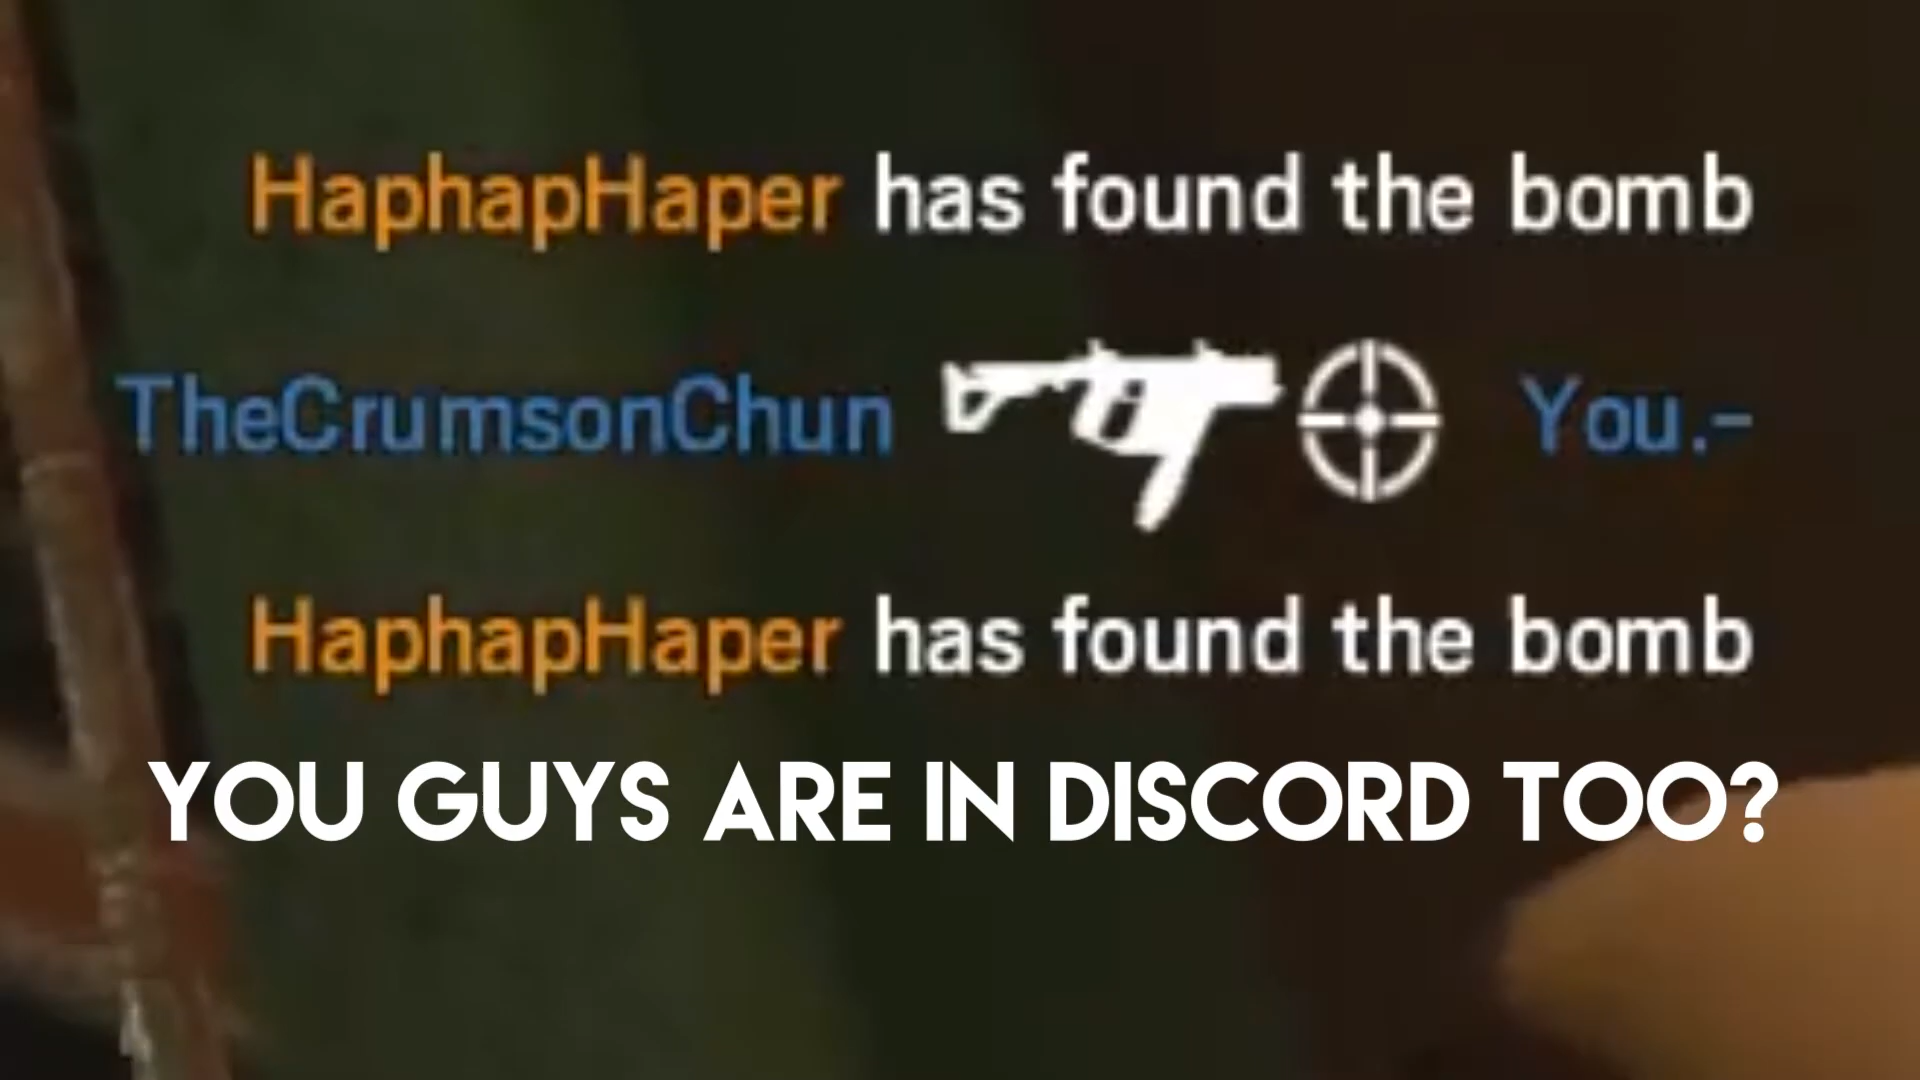 HaphapHaper has found the bomb
TheCrumsonChun You.-
HaphapHaper has found the bomb
YOU GUYS ARE IN DISCORD TOO?